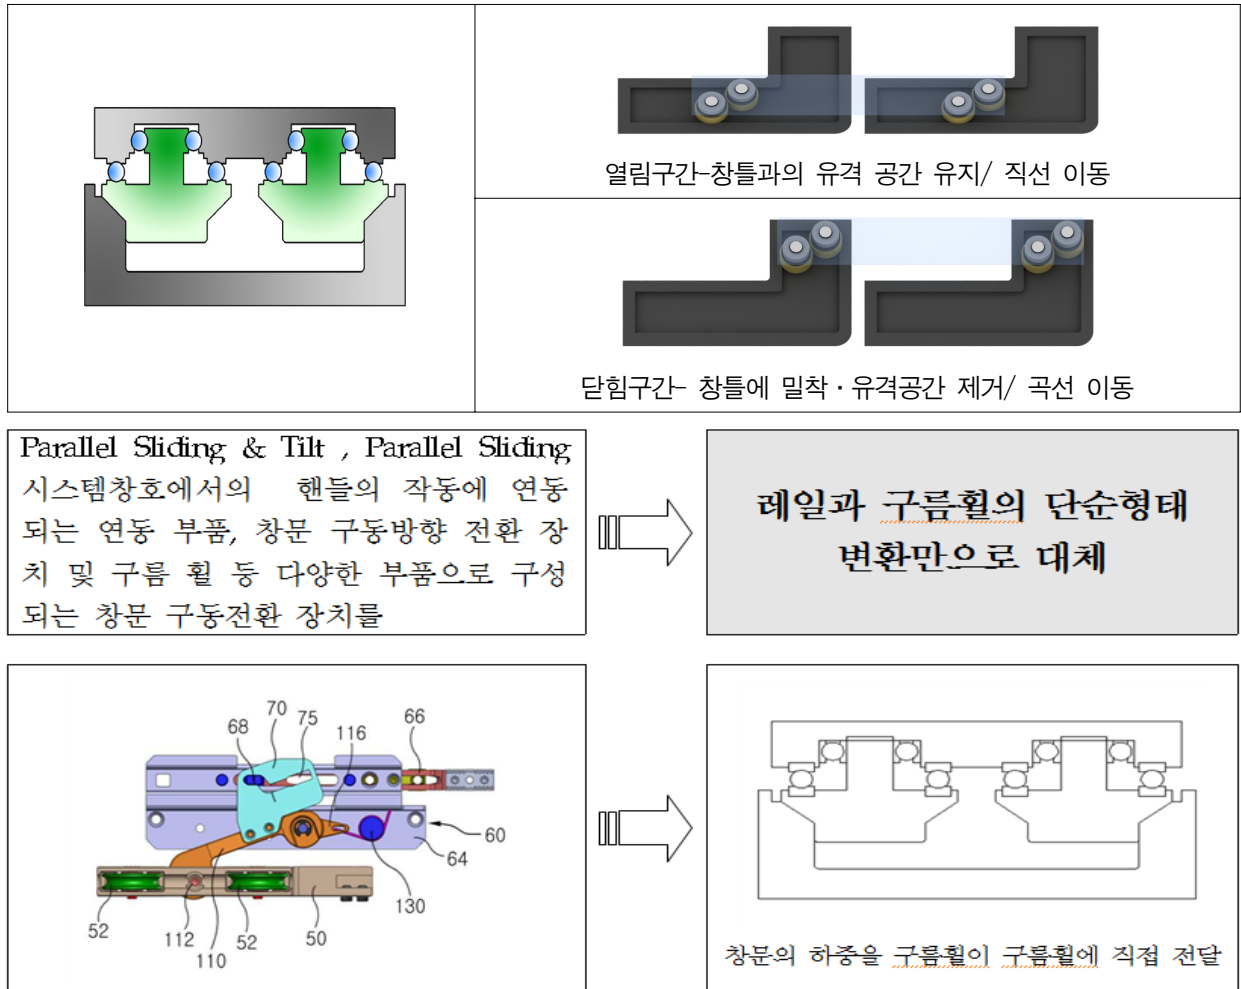 열림구간-창틀과의 유격 공간 유지/ 직선 이동
닫힘구간- 창틀에 밀착·유격공간 제거/ 곡선 이동
Parallel Sliding & Tilt , Parallel Sliding
시스템창호에서의 핸들의 작동에 연동
되는 연동 부품, 창문 구동방향 전환 장
치 및 구름 휠 등 다양한 부품으로 구성
되는 창문 구동전환 장치를
레일과 구름휠의 단순형태
변환만으로 대체
70
75
68
116
66
60
64
130
52
112
110
52
50
창문의 하중을 구름휠이 구름휠에 직접 전달